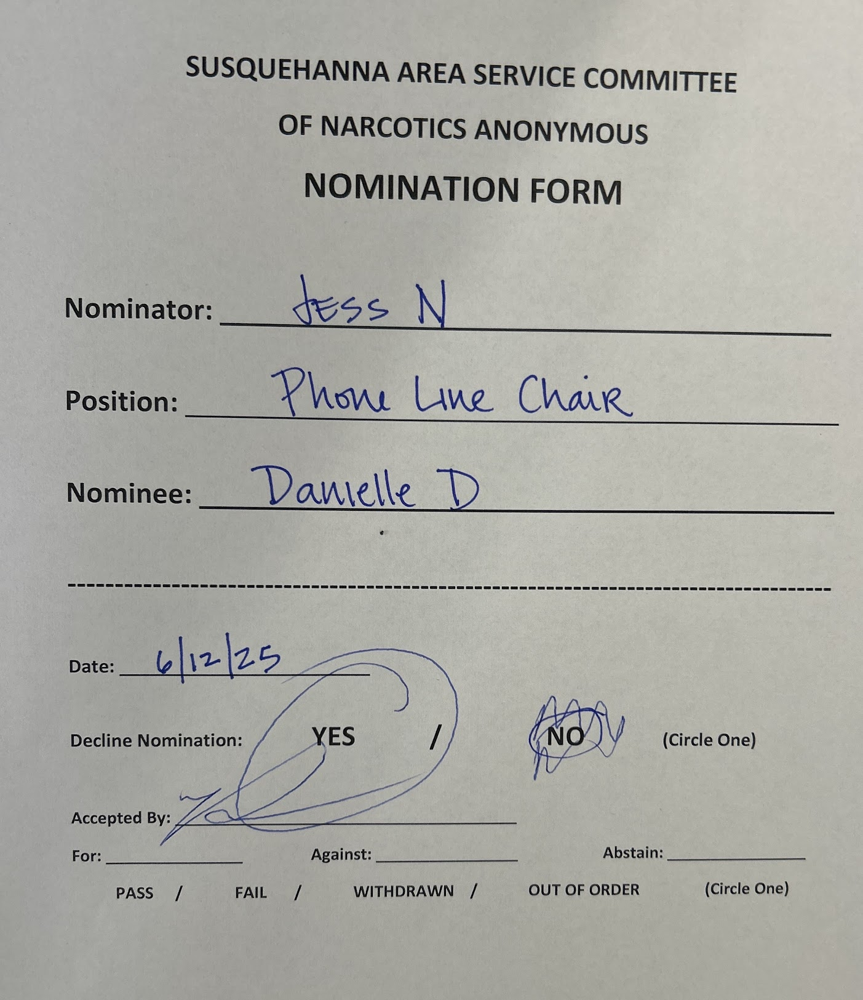 SUSQUEHANNA AREA SERVICE COMMITTEE
OF NARCOTICS ANONYMOUS
NOMINATION FORM
Nominator: Jess N
Position: Phone Line Chair
Nominee: Danielle D
Date: 6/12/25
Decline Nomination: YES / NO (Circle One)
Accepted By:
For: Against: Abstain:
PASS / FAIL / WITHDRAWN / OUT OF ORDER (Circle One)